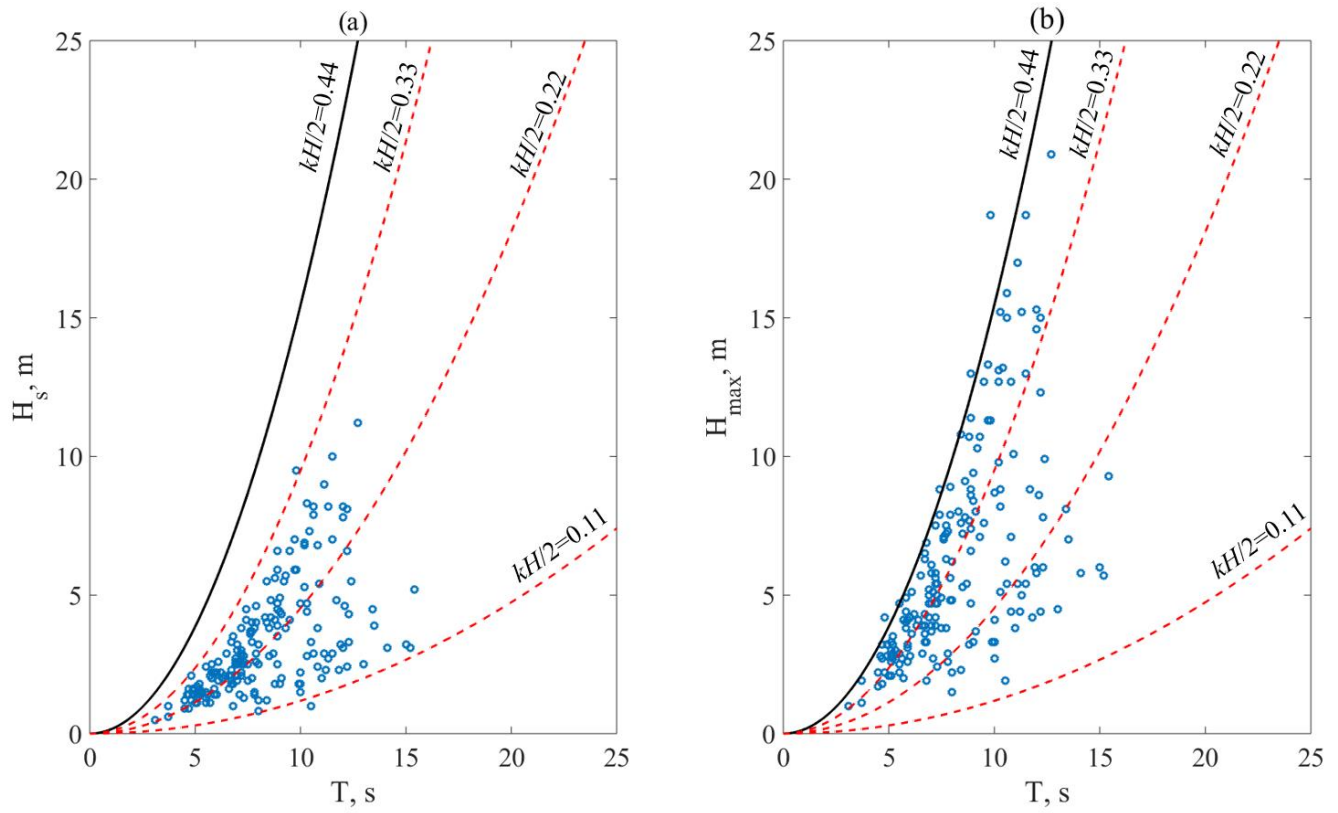 (a)
25
20
15
10
5
0
H_s, m
kH/2=0.44
kH/2=0.33
kH/2=0.22
kH/2=0.11
0 5 10 15 20 25
T, s
(b)
25
20
15
10
5
0
H_max, m
kH/2=0.44
kH/2=0.33
kH/2=0.22
kH/2=0.11
0 5 10 15 20 25
T, s